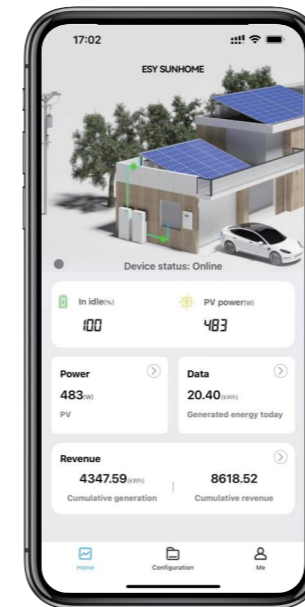 17:02
ESY SUNHOME
Device status: Online
In idle(%)
100
PV power(W)
483
Power
483(W)
PV
Data
20.40(kWh)
Generated energy today
Revenue
4347.59(kWh)
Cumulative generation
8618.52
Cumulative revenue
Home
Configuration
Me